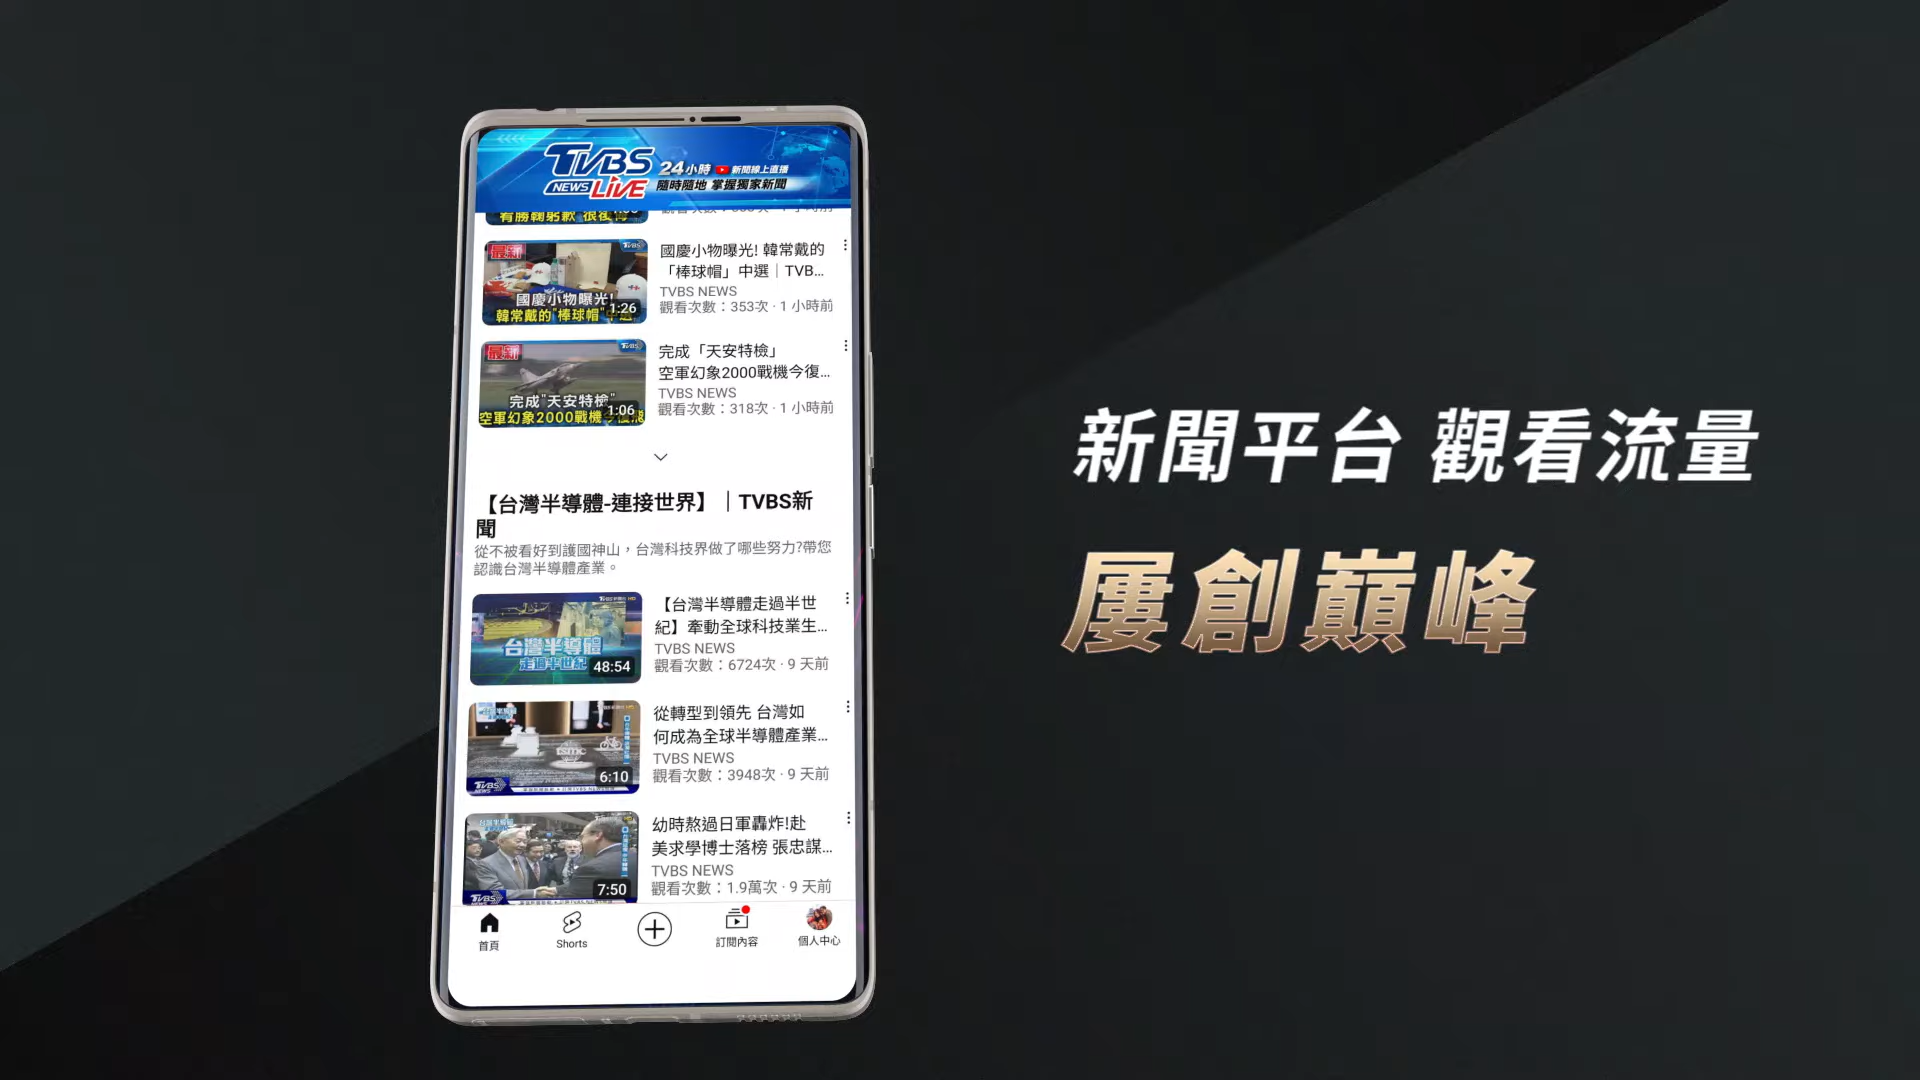 TVBS
NEWS LIVE
24小時 新聞線上直播
隨時隨地 掌握獨家新聞
最新
TVBS
國慶小物曝光!
韓常戴的"棒球帽"中選
1:26
國慶小物曝光! 韓常戴的
「棒球帽」中選｜TVB...
TVBS NEWS
觀看次數：353次 · 1 小時前
最新
TVBS
完成"天安特檢"
空軍幻象2000戰機今復飛
1:06
完成「天安特檢」
空軍幻象2000戰機今復...
TVBS NEWS
觀看次數：318次 · 1 小時前
【台灣半導體-連接世界】｜TVBS新
聞
從不被看好到護國神山，台灣科技界做了哪些努力?帶您
認識台灣半導體產業。
台灣半導體
走過半世紀
48:54
【台灣半導體走過半世
紀】牽動全球科技業生...
TVBS NEWS
觀看次數：6724次 · 9 天前
tsmc
TVBS
NEWS
6:10
從轉型到領先 台灣如
何成為全球半導體產業...
TVBS NEWS
觀看次數：3948次 · 9 天前
TVBS
7:50
幼時熬過日軍轟炸!赴
美求學博士落榜 張忠謀...
TVBS NEWS
觀看次數：1.9萬次 · 9 天前
首頁
Shorts
訂閱內容
個人中心
新聞平台 觀看流量
屢創巔峰